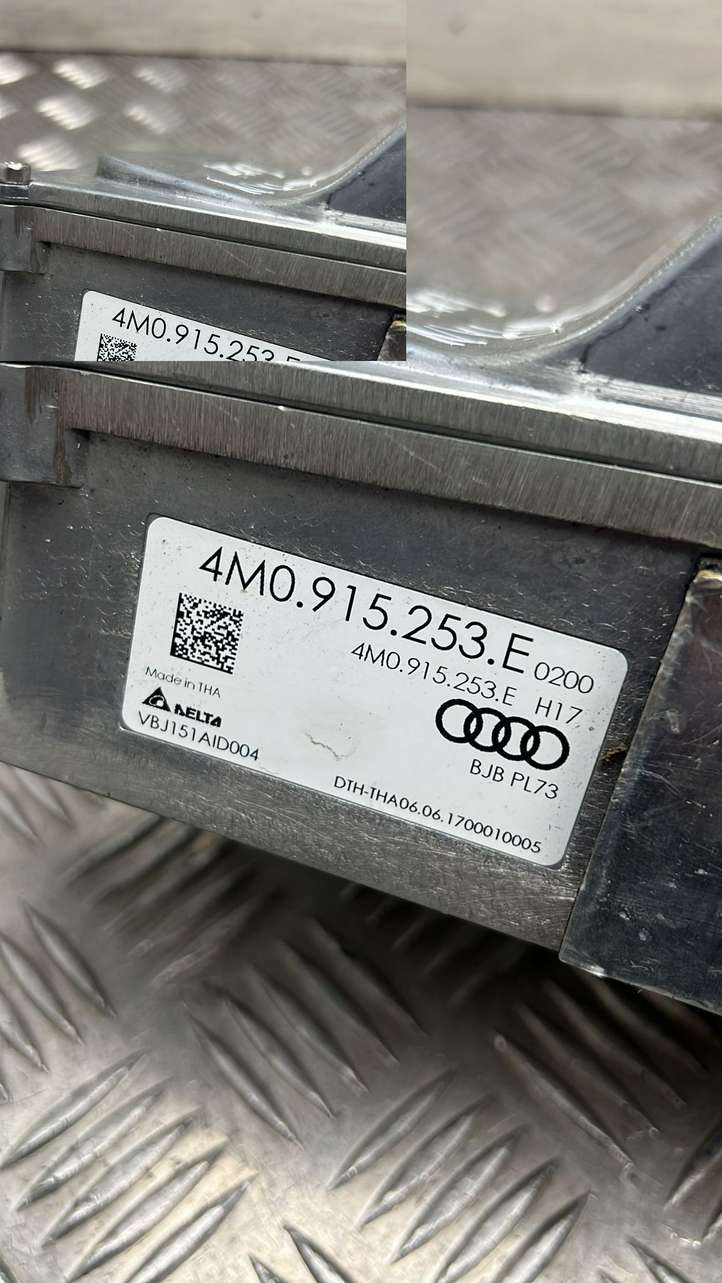 4M0.915.253.E
4M0.915.253.E 0200
4M0.915.253.E H17
Made in THA
DELTA
VBJ151AID004
BJB PL73
DTH-THA06.06.1700010005